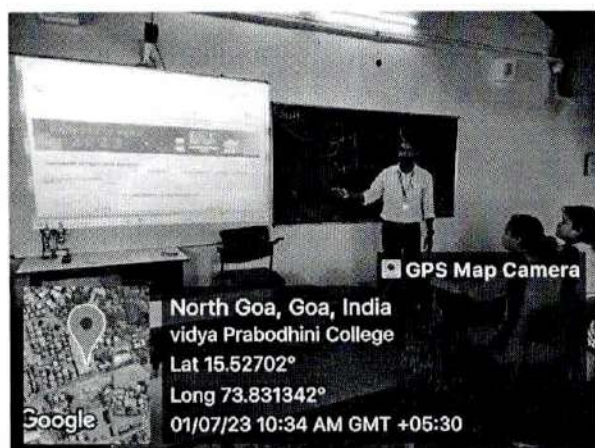 GPS Map Camera
North Goa, Goa, India
vidya Prabodhini College
Lat 15.52702°
Long 73.831342°
01/07/23 10:34 AM GMT +05:30
Google